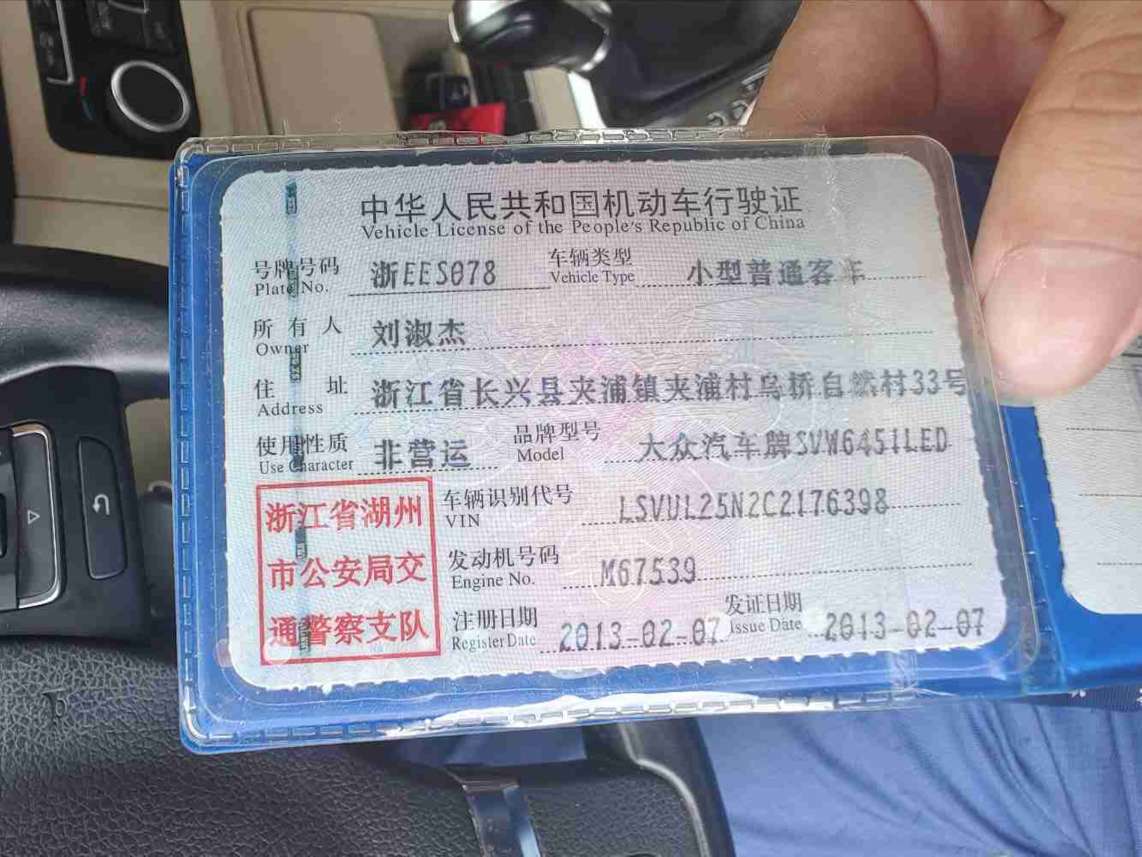 中华人民共和国机动车行驶证
Vehicle License of the People's Republic of China
号牌号码 浙EES078 车辆类型 小型普通客车
Plate No. Vehicle Type
所有人 刘淑杰
Owner
住址 浙江省长兴县夹浦镇夹浦村乌桥自然村33号
Address
使用性质 非营运 品牌型号 大众汽车牌SVW6451LED
Use Character Model
浙江省湖州
市公安局交
通警察支队
车辆识别代号 LSVUL25N2C2176398
VIN
发动机号码 M67539
Engine No.
注册日期 2013-02-07 发证日期 2013-02-07
Register Date Issue Date